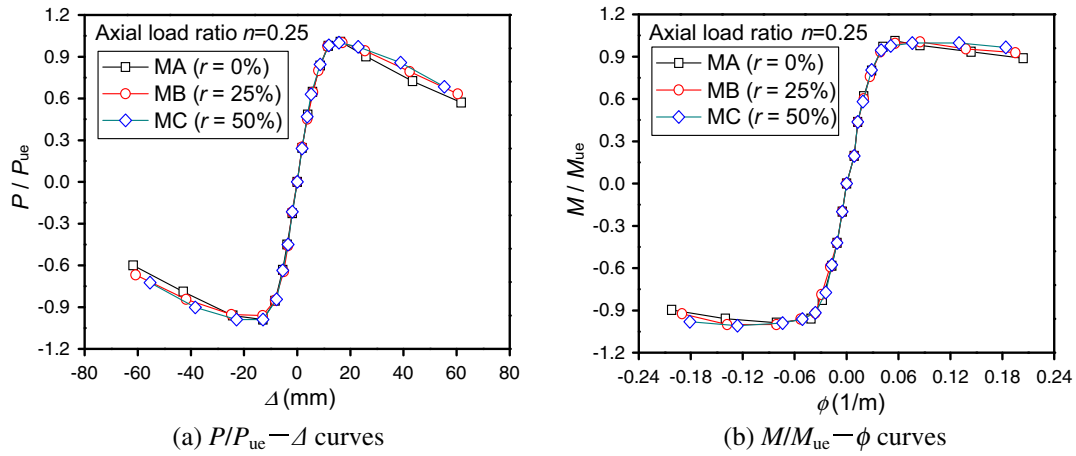 Axial load ratio n=0.25
MA (r = 0%)
MB (r = 25%)
MC (r = 50%)
P / Pue
1.2
0.9
0.6
0.3
0.0
-0.3
-0.6
-0.9
-1.2
-80 -60 -40 -20 0 20 40 60 80
Δ (mm)
(a) P/Pue—Δ curves
Axial load ratio n=0.25
MA (r = 0%)
MB (r = 25%)
MC (r = 50%)
M / Mue
1.2
0.9
0.6
0.3
0.0
-0.3
-0.6
-0.9
-1.2
-0.24 -0.18 -0.12 -0.06 0.00 0.06 0.12 0.18 0.24
ϕ (1/m)
(b) M/Mue—ϕ curves